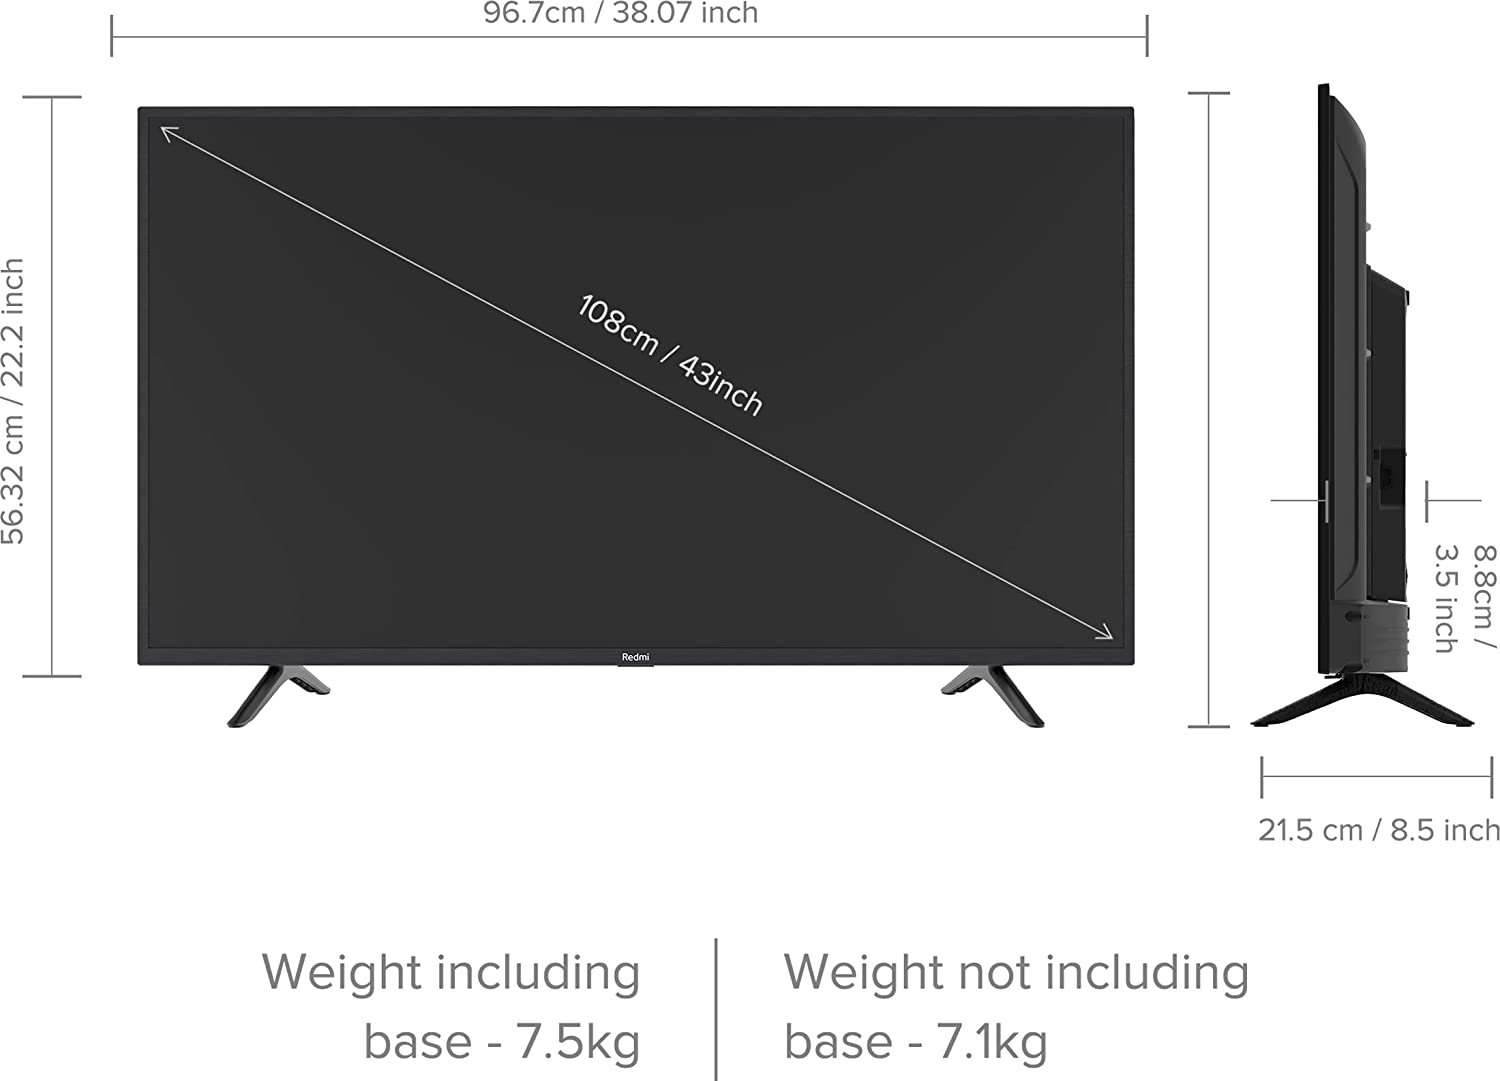 96.7cm / 38.07 inch
56.32 cm / 22.2 inch
108cm / 43inch
Redmi
8.8cm /
3.5 inch
21.5 cm / 8.5 inch
Weight including
base - 7.5kg
Weight not including
base - 7.1kg